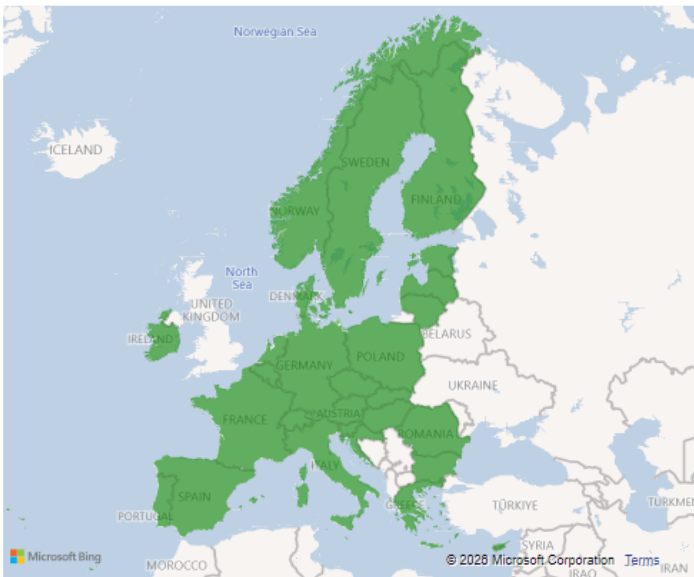 Norwegian Sea
ICELAND
SWEDEN
FINLAND
NORWAY
North
Sea
DENMARK
UNITED
KINGDOM
IRELAND
BELARUS
GERMANY
POLAND
UKRAINE
FRANCE
AUSTRIA
ROMANIA
ITALY
SPAIN
PORTUGAL
GREECE
TÜRKIYE
TURKMEN
SYRIA
Microsoft Bing
© 2026 Microsoft Corporation Terms
MOROCCO
IRAQ
IRAN